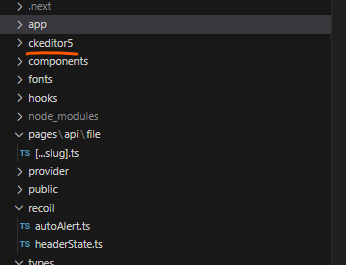 .next
app
ckeditor5
components
fonts
hooks
node_modules
pages\api\file
TS [...slug].ts
provider
public
recoil
TS autoAlert.ts
TS headerState.ts
types